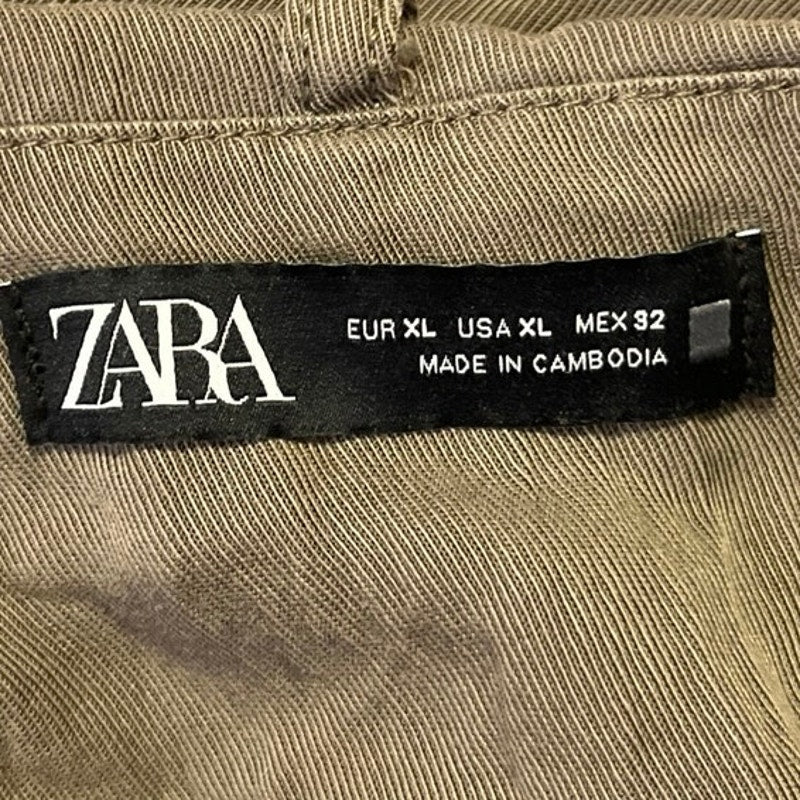 ZARA
EUR XL USA XL MEX 32
MADE IN CAMBODIA